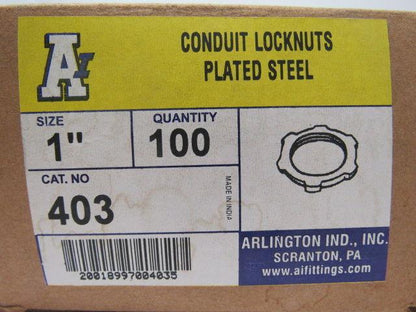 AI
CONDUIT LOCKNUTS
PLATED STEEL
SIZE
1"
QUANTITY
100
CAT. NO
403
MADE IN INDIA
20018997004035
ARLINGTON IND., INC.
SCRANTON, PA
www.aifittings.com